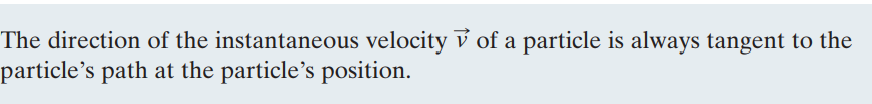 The direction of the instantaneous velocity v⃗ of a particle is always tangent to the
particle’s path at the particle’s position.